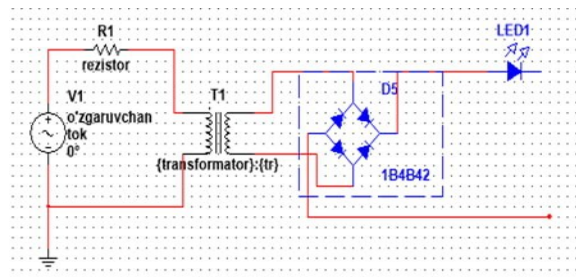 R1
rezistor
LED1
V1
o'zgaruvchan
tok
0°
T1
{transformator}:{tr}
D5
1B4B42